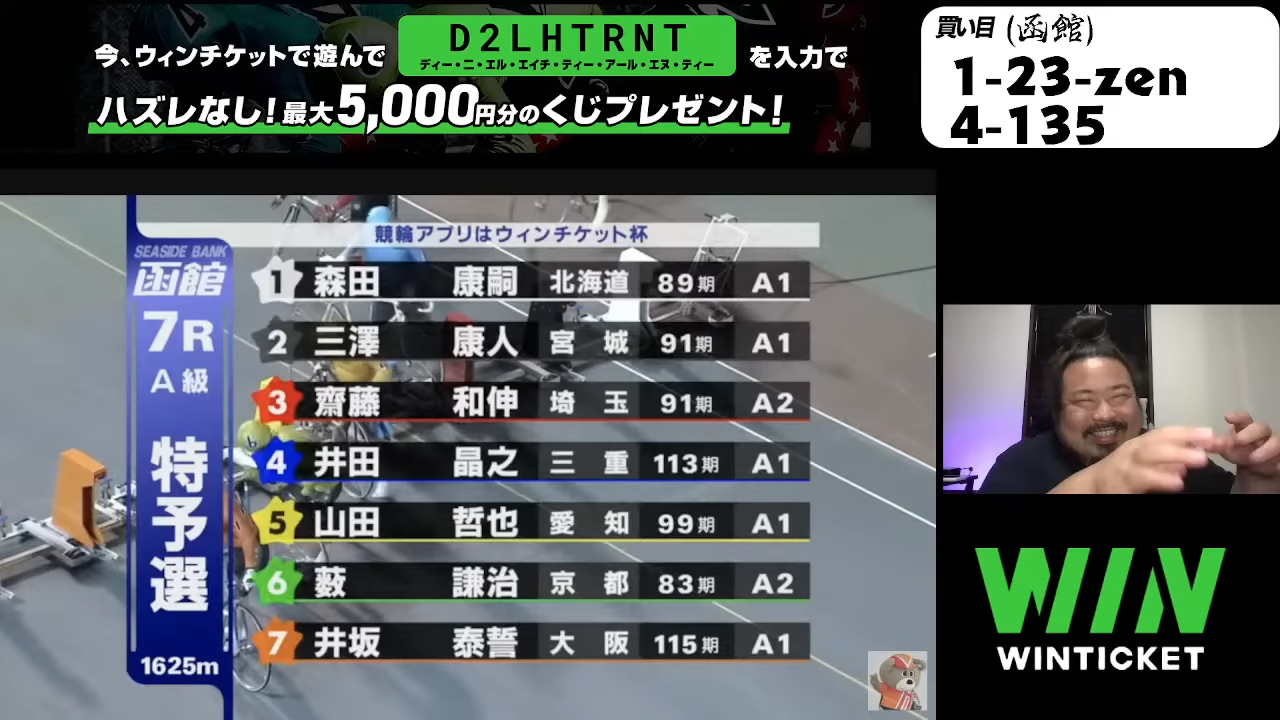 今、ウィンチケットで遊んで D2LHTRNT を入力で
ディー・ニ・エル・エイチ・ティー・アール・エヌ・ティー
ハズレなし!最大5,000円分のくじプレゼント!
買い目 (函館)
1-23-zen
4-135
競輪アプリはウィンチケット杯
SEASIDE BANK
函館
7R
A級
特予選
1625m
1 森田 康嗣 北海道 89期 A1
2 三澤 康人 宮城 91期 A1
3 齋藤 和伸 埼玉 91期 A2
4 井田 晶之 三重 113期 A1
5 山田 哲也 愛知 99期 A1
6 薮 謙治 京都 83期 A2
7 井坂 泰誓 大阪 115期 A1
WIN
WINTICKET